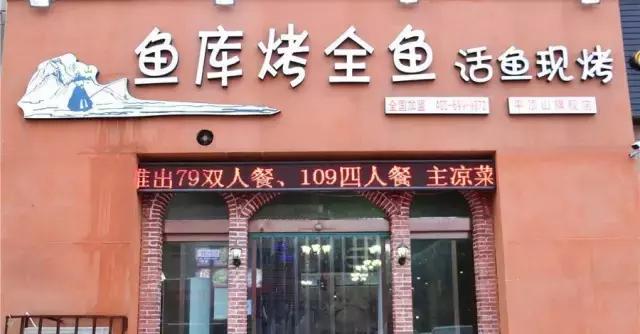 鱼库烤全鱼 活鱼现烤
全国加盟
平顶山旗舰店
推出79双人餐、109四人餐 主凉菜